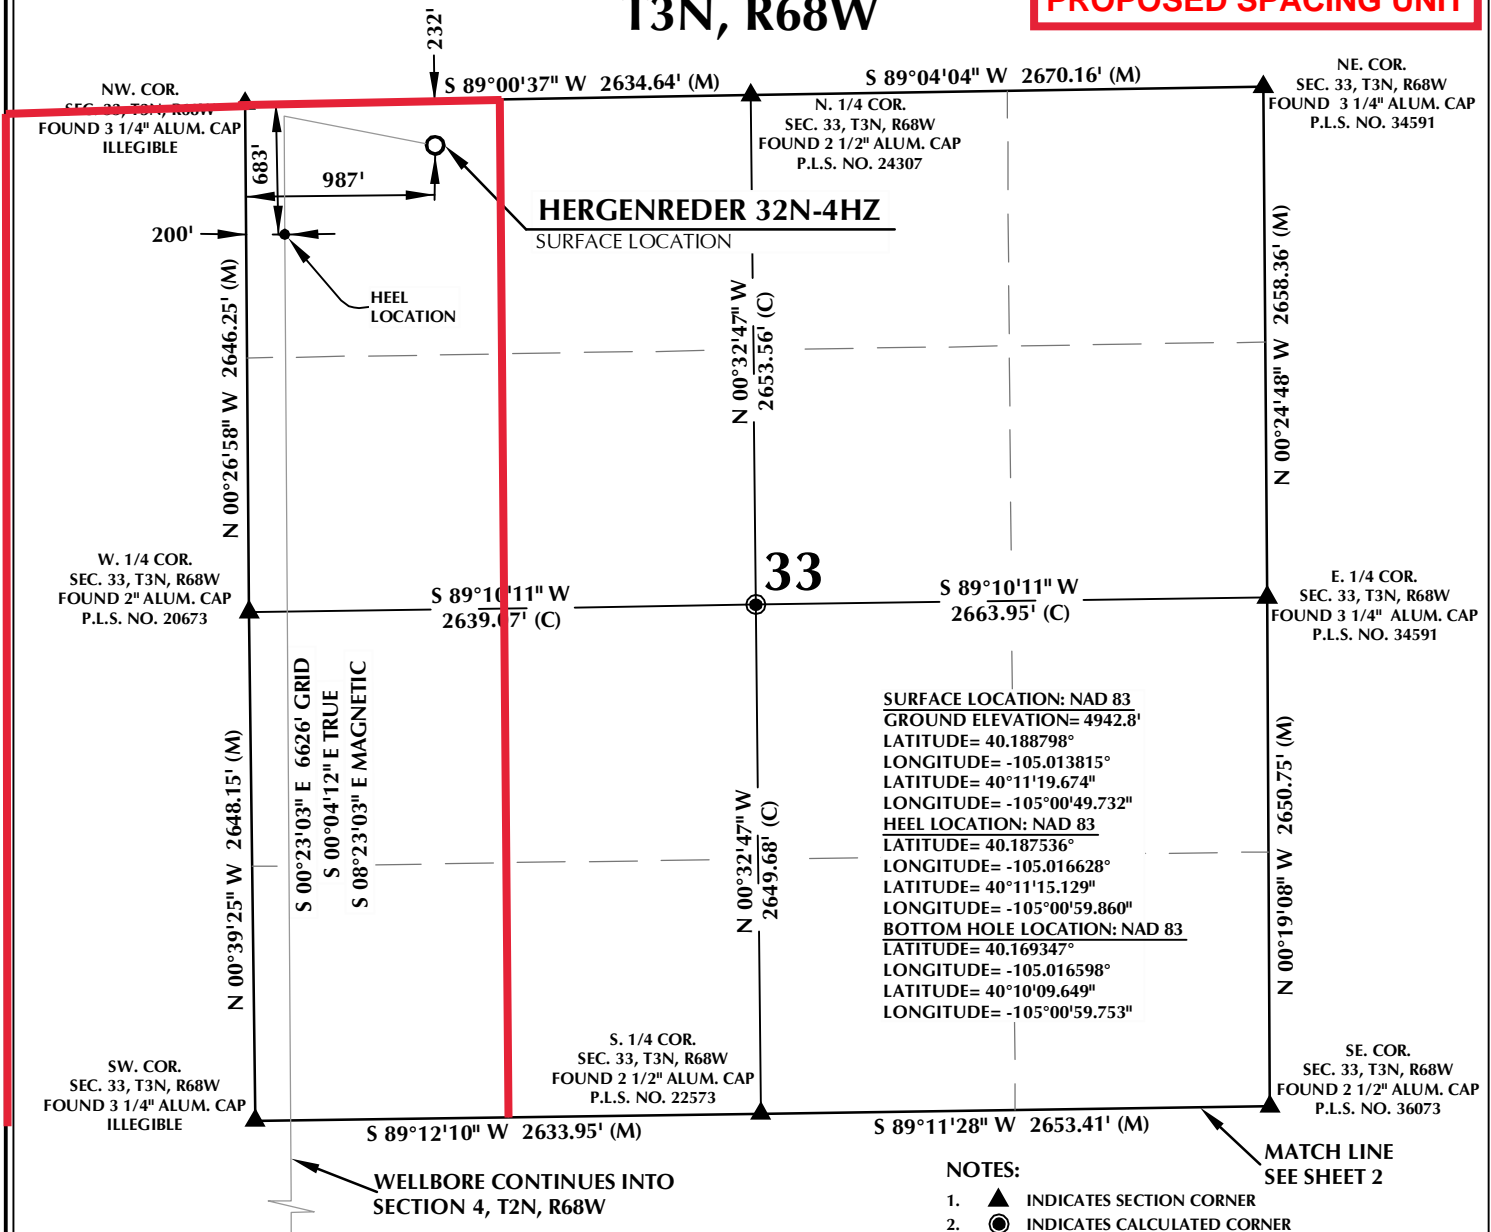 T3N, R68W
PROPOSED SPACING UNIT
232'
S 89°00'37" W 2634.64' (M)
S 89°04'04" W 2670.16' (M)
NW. COR.
SEC. 33, T3N, R68W
FOUND 3 1/4" ALUM. CAP
ILLEGIBLE
N. 1/4 COR.
SEC. 33, T3N, R68W
FOUND 2 1/2" ALUM. CAP
P.L.S. NO. 24307
NE. COR.
SEC. 33, T3N, R68W
FOUND 3 1/4" ALUM. CAP
P.L.S. NO. 34591
683'
987'
200'
HERGENREDER 32N-4HZ
SURFACE LOCATION
HEEL
LOCATION
N 00°26'58" W 2646.25' (M)
N 00°32'47" W
2653.56' (C)
N 00°24'48" W 2658.36' (M)
W. 1/4 COR.
SEC. 33, T3N, R68W
FOUND 2" ALUM. CAP
P.L.S. NO. 20673
S 89°10'11" W
2639.07' (C)
33
S 89°10'11" W
2663.95' (C)
E. 1/4 COR.
SEC. 33, T3N, R68W
FOUND 3 1/4" ALUM. CAP
P.L.S. NO. 34591
N 00°39'25" W 2648.15' (M)
S 00°23'03" E 6626' GRID
S 00°04'12" E TRUE
S 08°23'03" E MAGNETIC
N 00°32'47" W
2649.68' (C)
SURFACE LOCATION: NAD 83
GROUND ELEVATION= 4942.8'
LATITUDE= 40.188798°
LONGITUDE= -105.013815°
LATITUDE= 40°11'19.674"
LONGITUDE= -105°00'49.732"
HEEL LOCATION: NAD 83
LATITUDE= 40.187536°
LONGITUDE= -105.016628°
LATITUDE= 40°11'15.129"
LONGITUDE= -105°00'59.860"
BOTTOM HOLE LOCATION: NAD 83
LATITUDE= 40.169347°
LONGITUDE= -105.016598°
LATITUDE= 40°10'09.649"
LONGITUDE= -105°00'59.753"
N 00°19'08" W 2650.75' (M)
SW. COR.
SEC. 33, T3N, R68W
FOUND 3 1/4" ALUM. CAP
ILLEGIBLE
S. 1/4 COR.
SEC. 33, T3N, R68W
FOUND 2 1/2" ALUM. CAP
P.L.S. NO. 22573
SE. COR.
SEC. 33, T3N, R68W
FOUND 2 1/2" ALUM. CAP
P.L.S. NO. 36073
S 89°12'10" W 2633.95' (M)
S 89°11'28" W 2653.41' (M)
WELLBORE CONTINUES INTO
SECTION 4, T2N, R68W
MATCH LINE
SEE SHEET 2
NOTES:
1. INDICATES SECTION CORNER
2. INDICATES CALCULATED CORNER